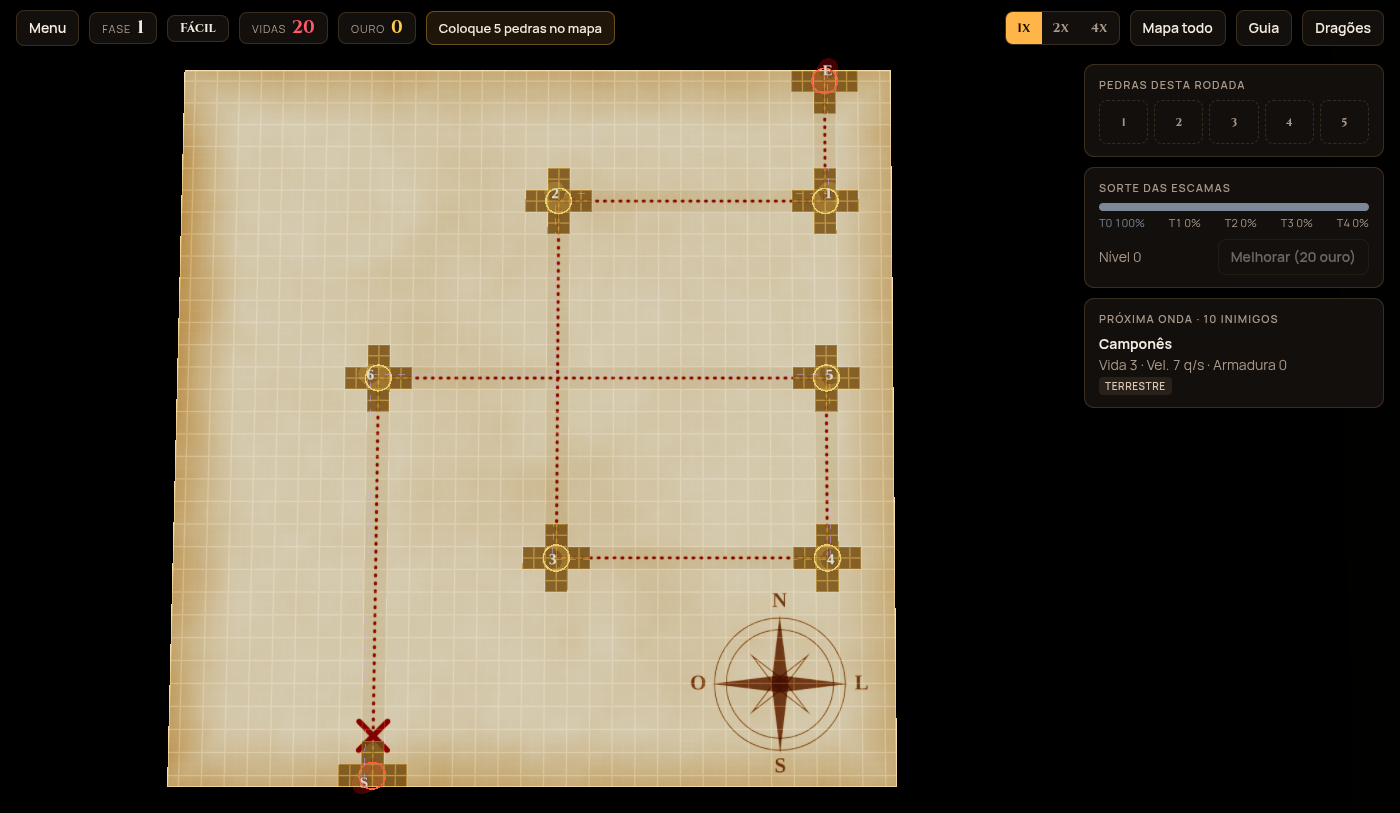 Menu
FASE 1
FÁCIL
VIDAS 20
OURO 0
Coloque 5 pedras no mapa
1X 2X 4X
Mapa todo
Guia
Dragões
PEDRAS DESTA RODADA
1 2 3 4 5
SORTE DAS ESCAMAS
T0 100% T1 0% T2 0% T3 0% T4 0%
Nível 0
Melhorar (20 ouro)
PRÓXIMA ONDA · 10 INIMIGOS
Camponês
Vida 3 · Vel. 7 q/s · Armadura 0
TERRESTRE
E
2 1
6 5
3 4
N
O L
S
S